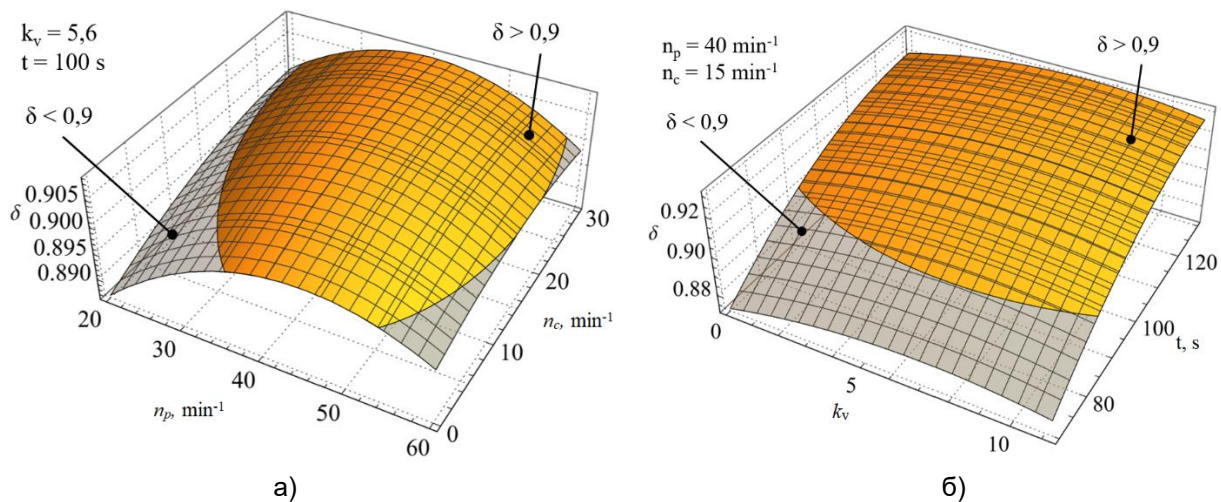 k_v = 5,6
t = 100 s
δ < 0,9
δ > 0,9
δ
0.905
0.900
0.895
0.890
20
30
40
50
60
n_p, min⁻¹
0
10
20
30
n_c, min⁻¹
а)
n_p = 40 min⁻¹
n_c = 15 min⁻¹
δ < 0,9
δ > 0,9
δ
0.92
0.90
0.88
0
5
10
k_v
80
100
120
t, s
б)